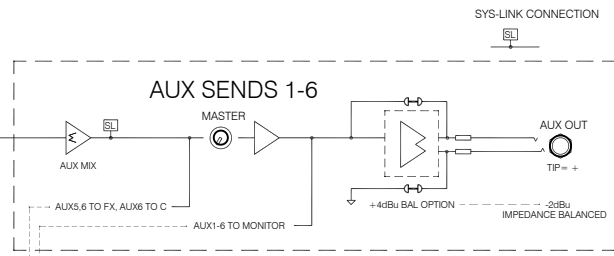 SYS-LINK CONNECTION
SL
AUX SENDS 1-6
SL
MASTER
Σ
AUX MIX
AUX OUT
TIP= +
AUX5,6 TO FX, AUX6 TO C
+4dBu BAL OPTION
-2dBu
IMPEDANCE BALANCED
AUX1-6 TO MONITOR